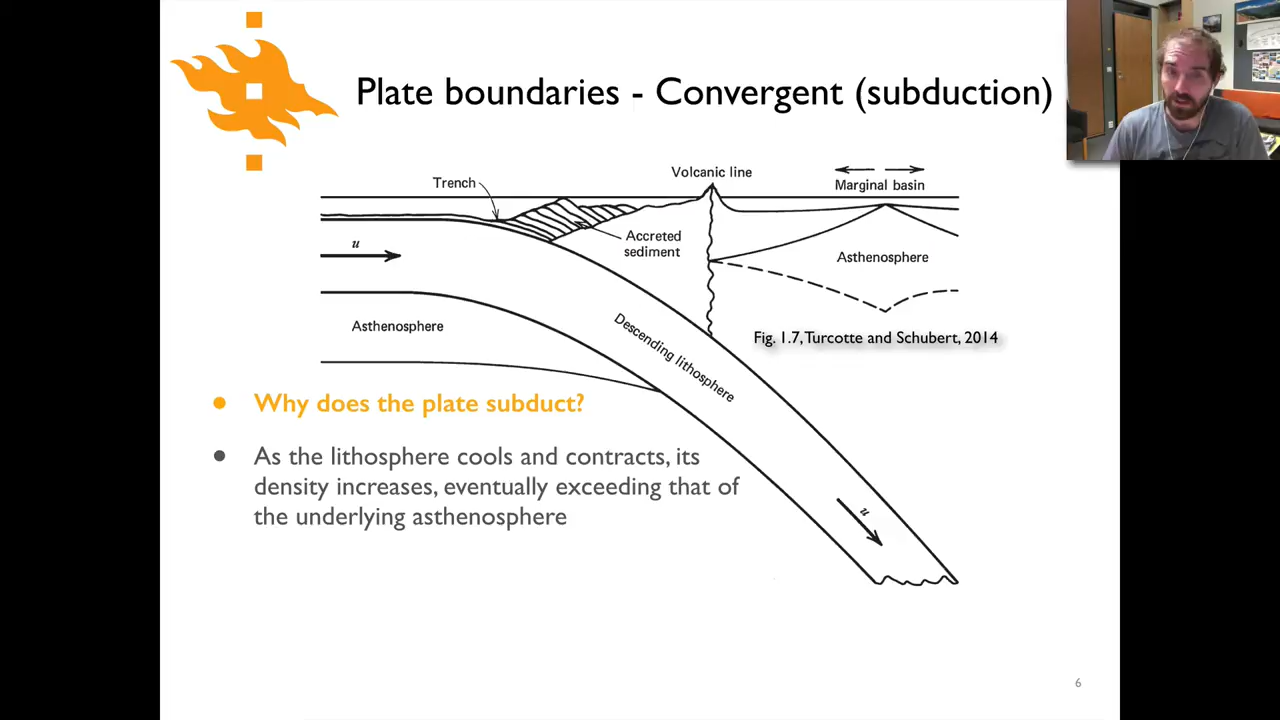 Plate boundaries - Convergent (subduction)
Volcanic line
Trench
Marginal basin
Accreted
sediment
u
Asthenosphere
Asthenosphere
Descending lithosphere
Fig. 1.7, Turcotte and Schubert, 2014
• Why does the plate subduct?
• As the lithosphere cools and contracts, its
density increases, eventually exceeding that of
the underlying asthenosphere
u
6